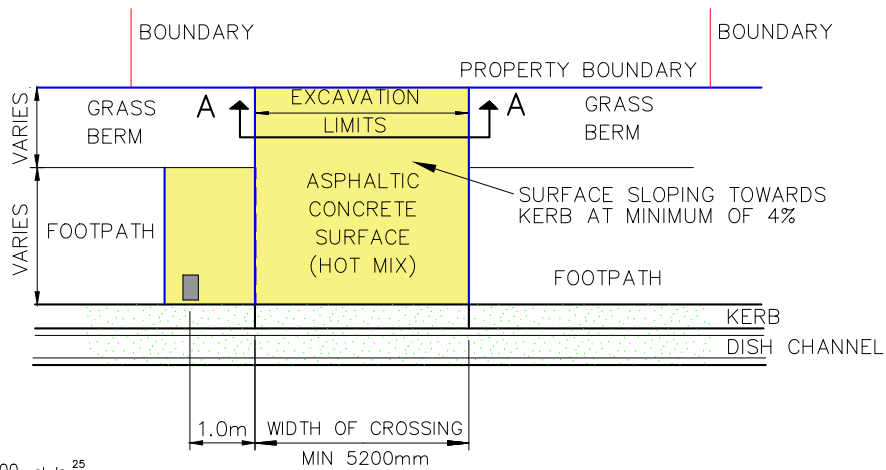 BOUNDARY
BOUNDARY
PROPERTY BOUNDARY
A
EXCAVATION
LIMITS
A
GRASS
BERM
GRASS
BERM
VARIES
ASPHALTIC
CONCRETE
SURFACE
(HOT MIX)
SURFACE SLOPING TOWARDS
KERB AT MINIMUM OF 4%
VARIES
FOOTPATH
FOOTPATH
KERB
DISH CHANNEL
1.0m
WIDTH OF CROSSING
MIN 5200mm
25